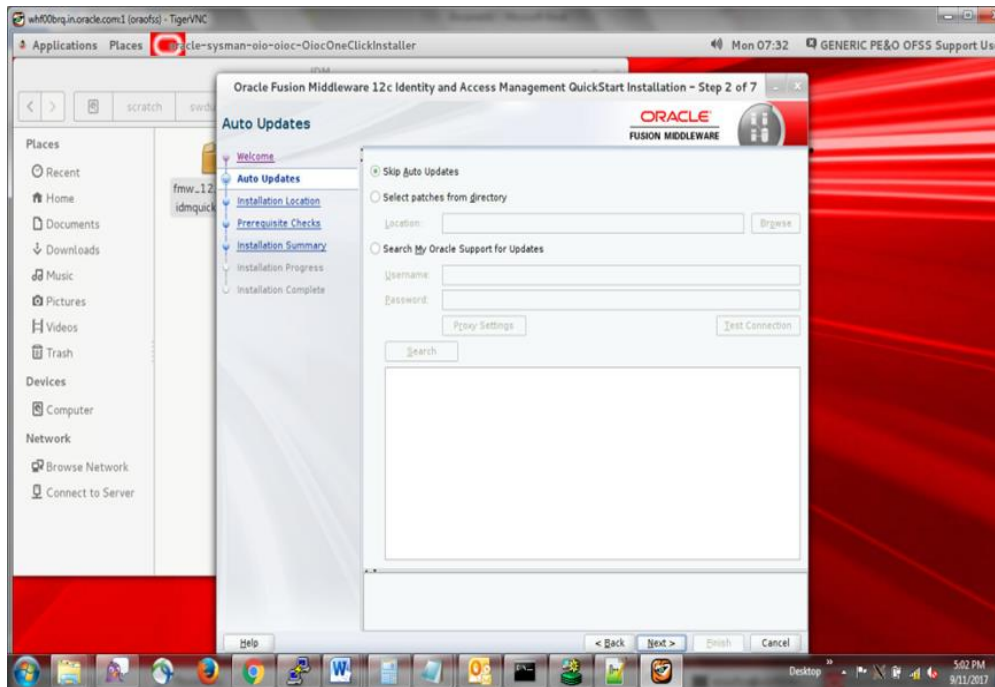 whf00brq.in.oracle.com:1 (oraofss) - TigerVNC
Applications Places oracle-sysman-oio-oioc-OiocOneClickInstaller Mon 07:32 GENERIC PE&O OFSS Support Us
IDM
scratch swdu
Places
Recent
Home
Documents
Downloads
Music
Pictures
Videos
Trash
Devices
Computer
Network
Browse Network
Connect to Server
fmw_12.
idmquick
Oracle Fusion Middleware 12c Identity and Access Management QuickStart Installation - Step 2 of 7
Auto Updates
ORACLE
FUSION MIDDLEWARE
11
g
Welcome
Auto Updates
Installation Location
Prerequisite Checks
Installation Summary
Installation Progress
Installation Complete
Skip Auto Updates
Select patches from directory
Location: Browse
Search My Oracle Support for Updates
Username:
Password:
Proxy Settings Test Connection
Search
Help < Back Next > Finish Cancel
Desktop » 5:02 PM
9/11/2017